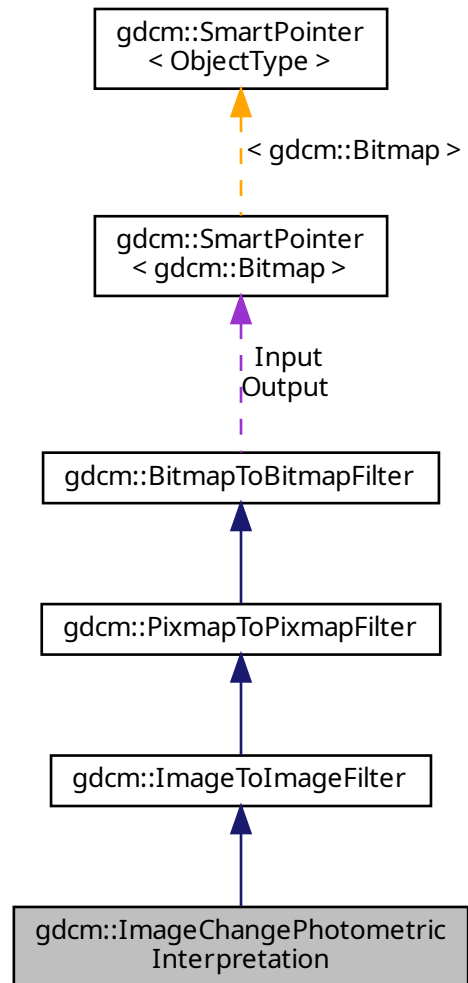 gdcm::SmartPointer
< ObjectType >
< gdcm::Bitmap >
gdcm::SmartPointer
< gdcm::Bitmap >
Input
Output
gdcm::BitmapToBitmapFilter
gdcm::PixmapToPixmapFilter
gdcm::ImageToImageFilter
gdcm::ImageChangePhotometric
Interpretation